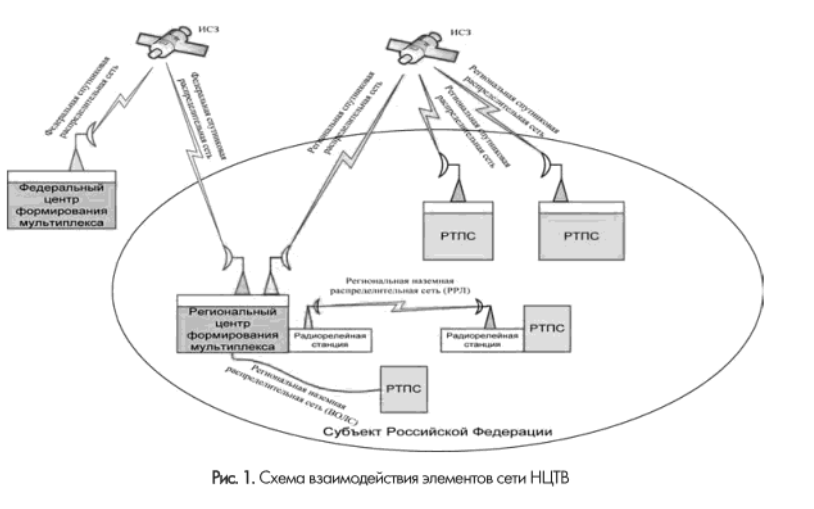 ИСЗ
ИСЗ
Федеральная спутниковая
распределительная сеть
Федеральная спутниковая
распределительная сеть
Региональная спутниковая
распределительная сеть
Региональная спутниковая
распределительная сеть
Региональная спутниковая
распределительная сеть
Федеральный
центр
формирования
мультиплекса
РТПС
РТПС
Региональная наземная
распределительная сеть (РРЛ)
Региональный
центр
формирования
мультиплекса
Радиорелейная
станция
Радиорелейная
станция
РТПС
Региональная наземная
распределительная сеть (ВОЛС)
РТПС
Субъект Российской Федерации
Рис. 1. Схема взаимодействия элементов сети НЦТВ